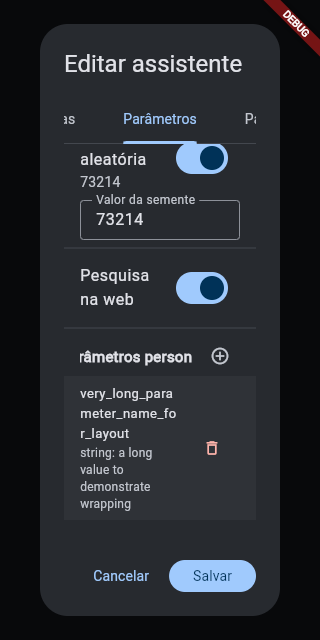 DEBUG
Editar assistente
as
Parâmetros
Pa
aleatória
73214
Valor da semente
73214
Pesquisa
na web
râmetros person
very_long_para
meter_name_fo
r_layout
string: a long
value to
demonstrate
wrapping
Cancelar
Salvar